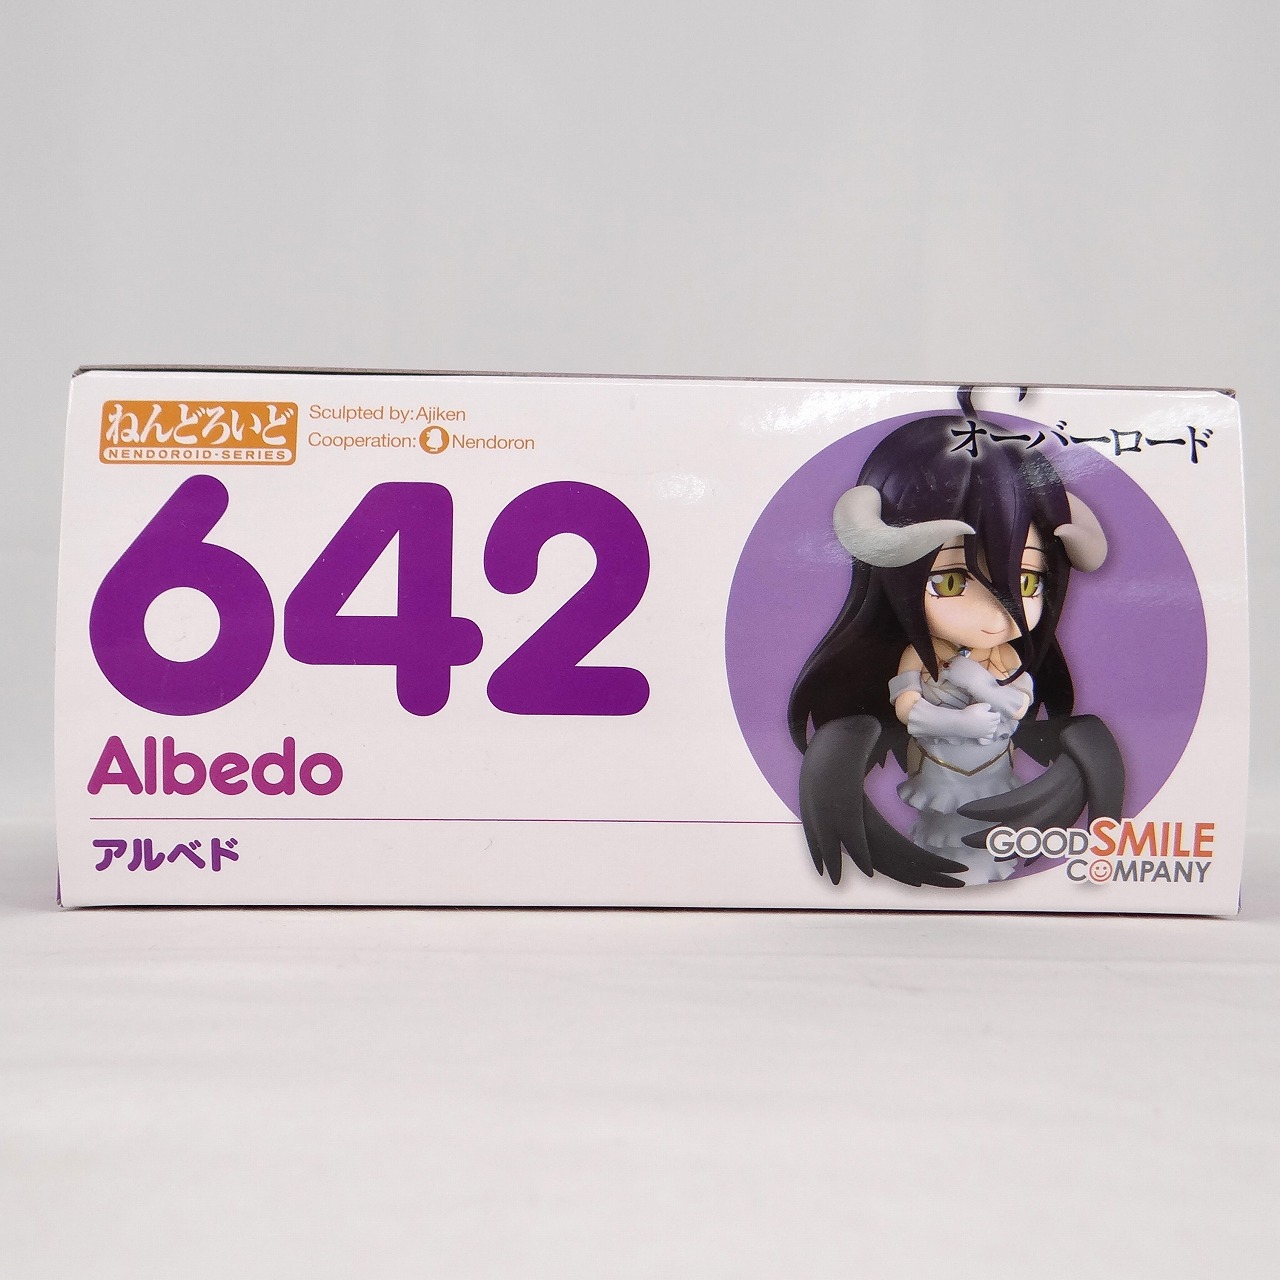 ねんどろいど
NENDOROID·SERIES
Sculpted by:Ajiken
Cooperation: Nendoron
オーバーロード
642
Albedo
アルベド
GOOD SMILE
COMPANY